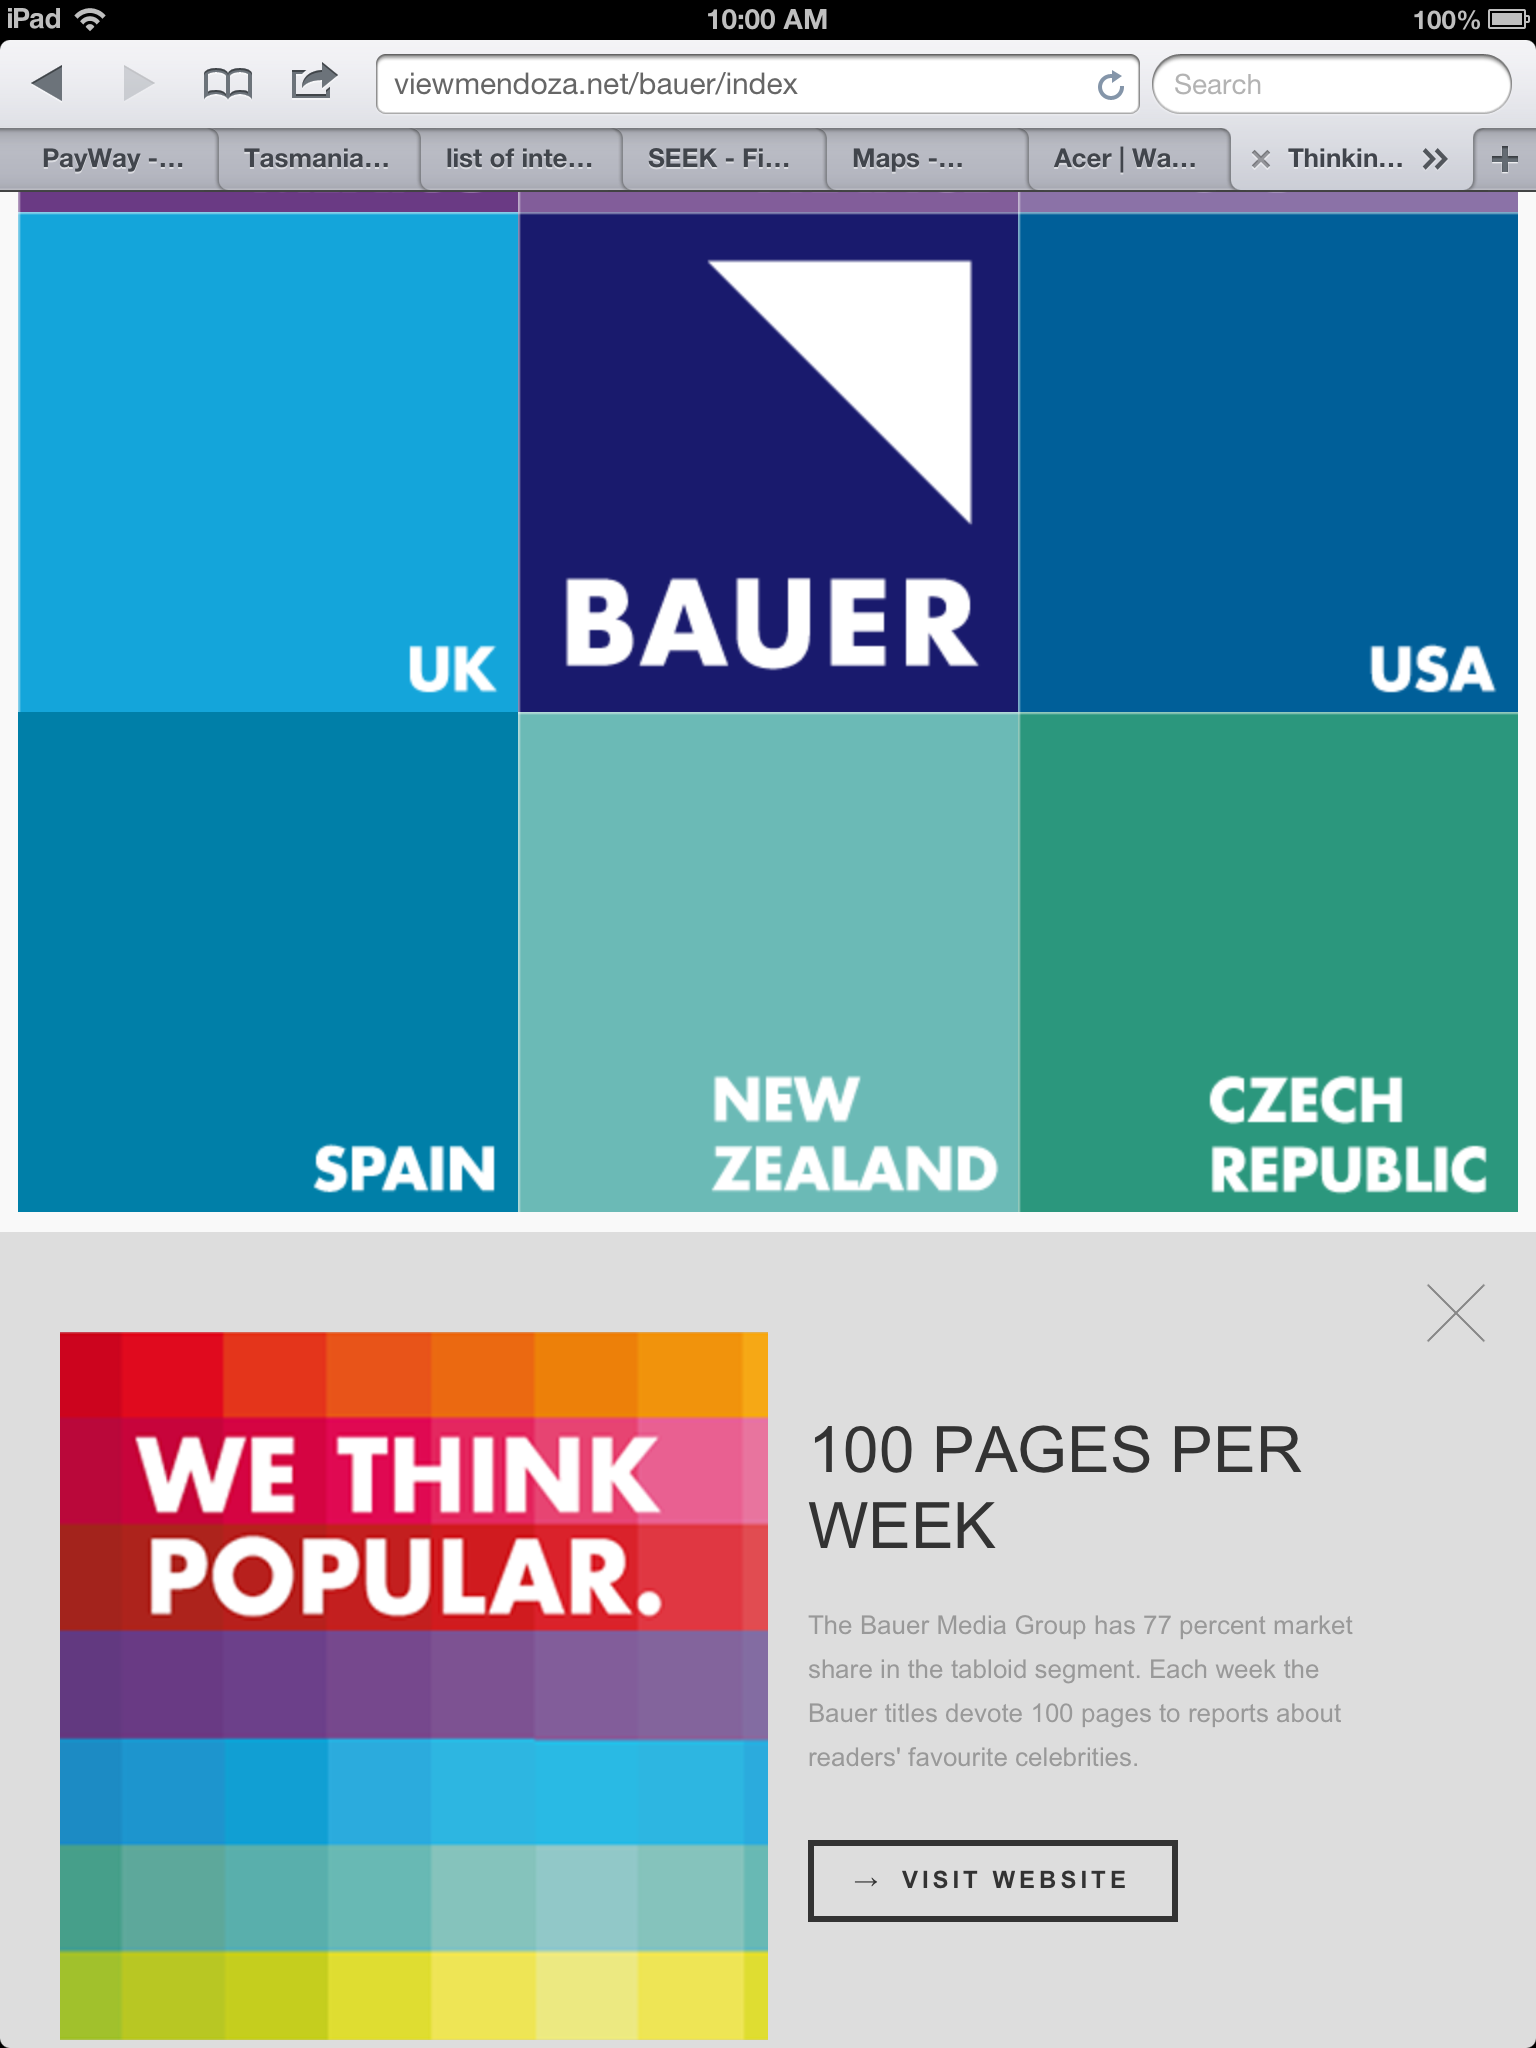 iPad
10:00 AM
100%
viewmendoza.net/bauer/index
Search
PayWay -...
Tasmania...
list of inte...
SEEK - Fi...
Maps -...
Acer | Wa...
Thinkin...
UK
BAUER
USA
SPAIN
NEW
ZEALAND
CZECH
REPUBLIC
WE THINK
POPULAR.
100 PAGES PER
WEEK
The Bauer Media Group has 77 percent market
share in the tabloid segment. Each week the
Bauer titles devote 100 pages to reports about
readers' favourite celebrities.
→ VISIT WEBSITE